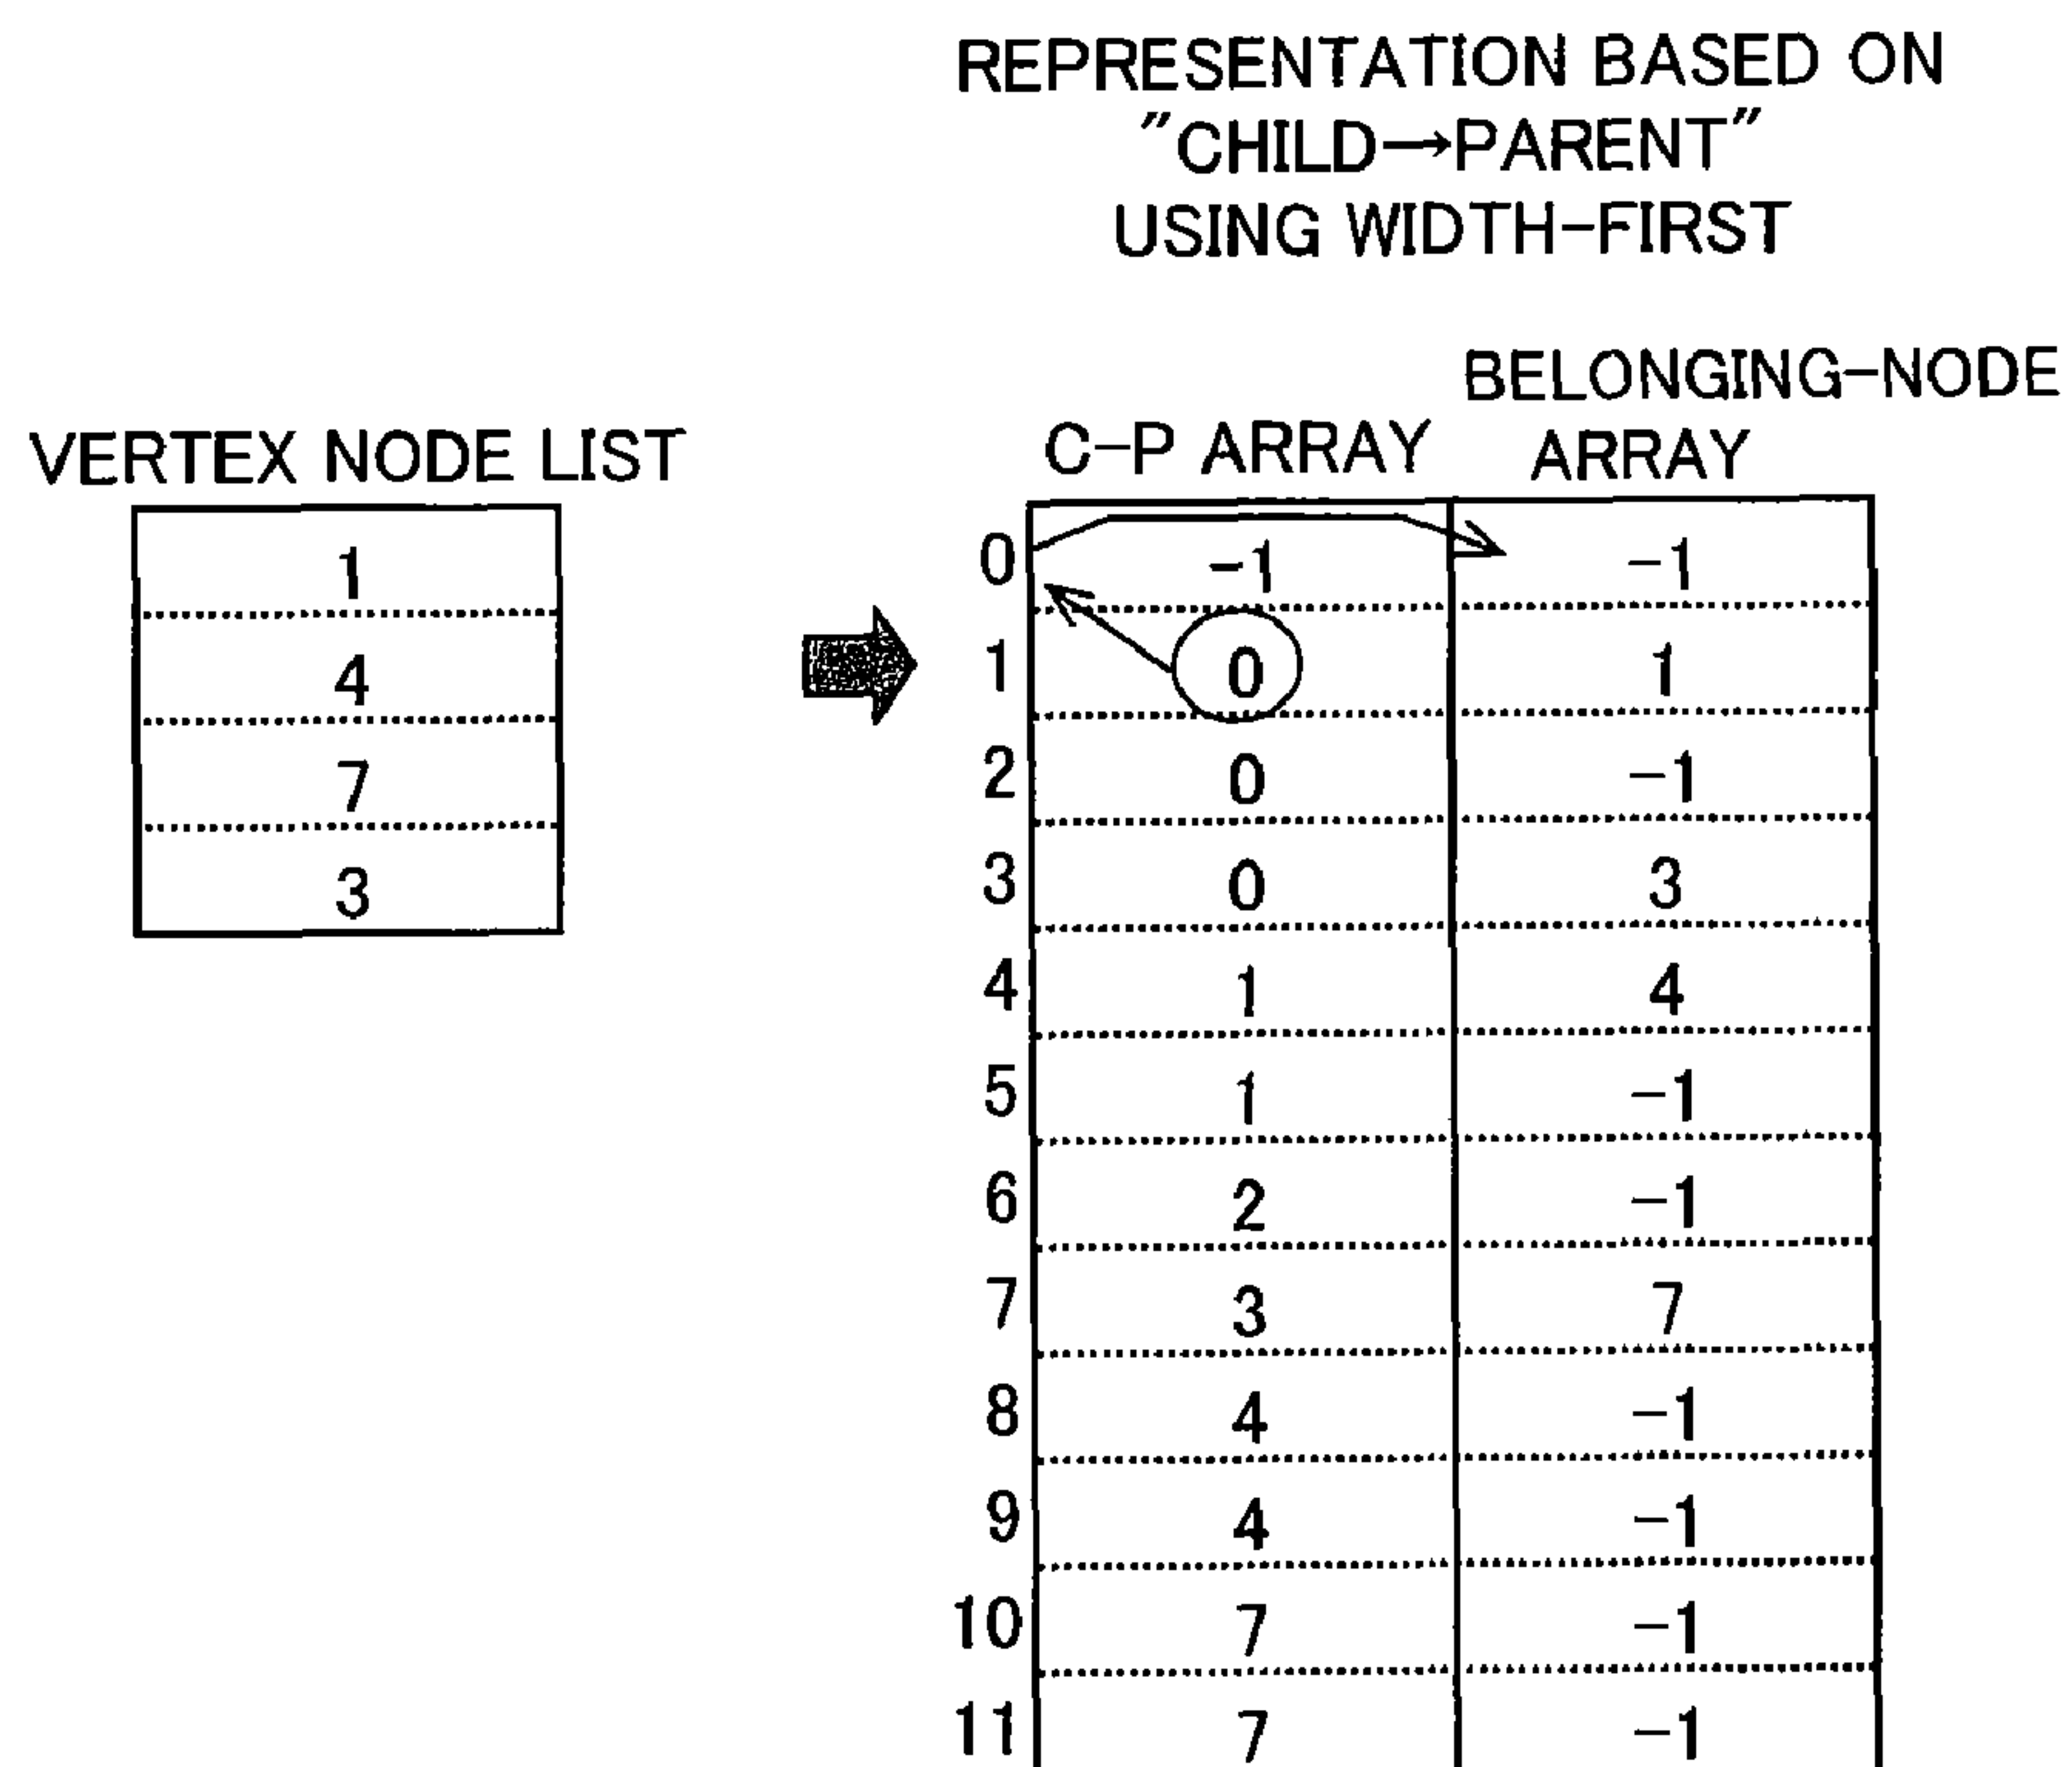 REPRESENTATION BASED ON
"CHILD→PARENT"
USING WIDTH-FIRST
VERTEX NODE LIST
1
4
7
3
C-P ARRAY BELONGING-NODE ARRAY
0 -1 -1
1 0 1
2 0 -1
3 0 3
4 1 4
5 1 -1
6 2 -1
7 3 7
8 4 -1
9 4 -1
10 7 -1
11 7 -1